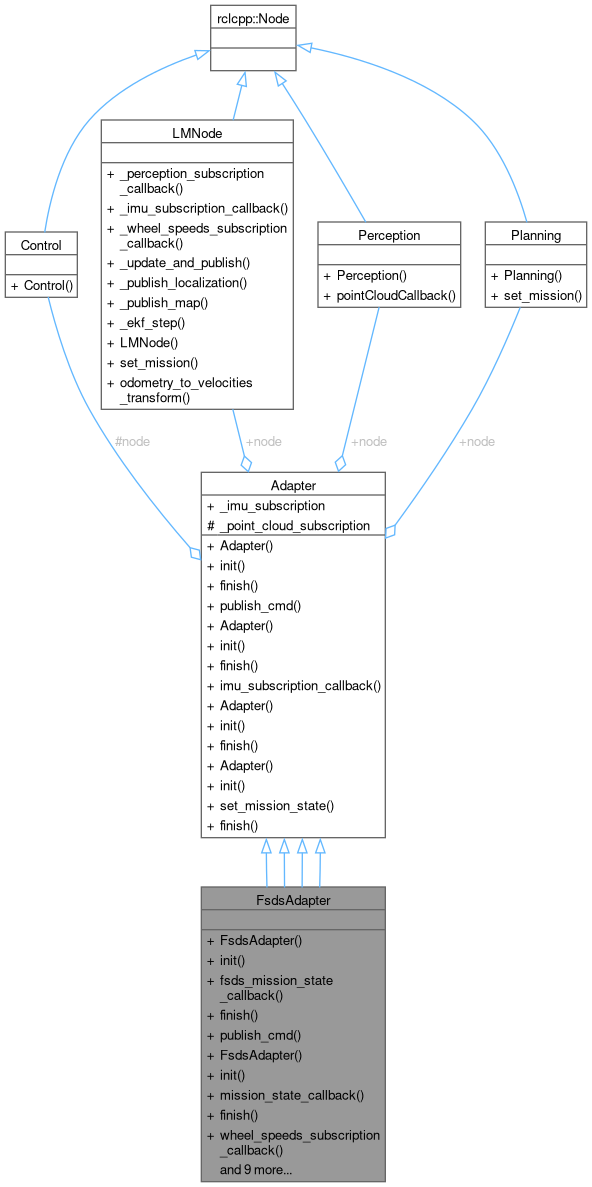 rclcpp::Node
LMNode
+ _perception_subscription
_callback()
+ _imu_subscription_callback()
+ _wheel_speeds_subscription
_callback()
+ _update_and_publish()
+ _publish_localization()
+ _publish_map()
+ _ekf_step()
+ LMNode()
+ set_mission()
+ odometry_to_velocities
_transform()
Control
+ Control()
Perception
+ Perception()
+ pointCloudCallback()
Planning
+ Planning()
+ set_mission()
#node
+node
+node
+node
Adapter
+ _imu_subscription
# _point_cloud_subscription
+ Adapter()
+ init()
+ finish()
+ publish_cmd()
+ Adapter()
+ init()
+ finish()
+ imu_subscription_callback()
+ Adapter()
+ init()
+ finish()
+ Adapter()
+ init()
+ set_mission_state()
+ finish()
FsdsAdapter
+ FsdsAdapter()
+ init()
+ fsds_mission_state
_callback()
+ finish()
+ publish_cmd()
+ FsdsAdapter()
+ init()
+ mission_state_callback()
+ finish()
+ wheel_speeds_subscription
_callback()
and 9 more...